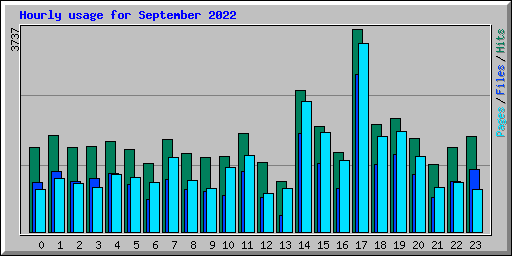 Hourly usage for September 2022
3737
Pages / Files / Hits
0 1 2 3 4 5 6 7 8 9 10 11 12 13 14 15 16 17 18 19 20 21 22 23